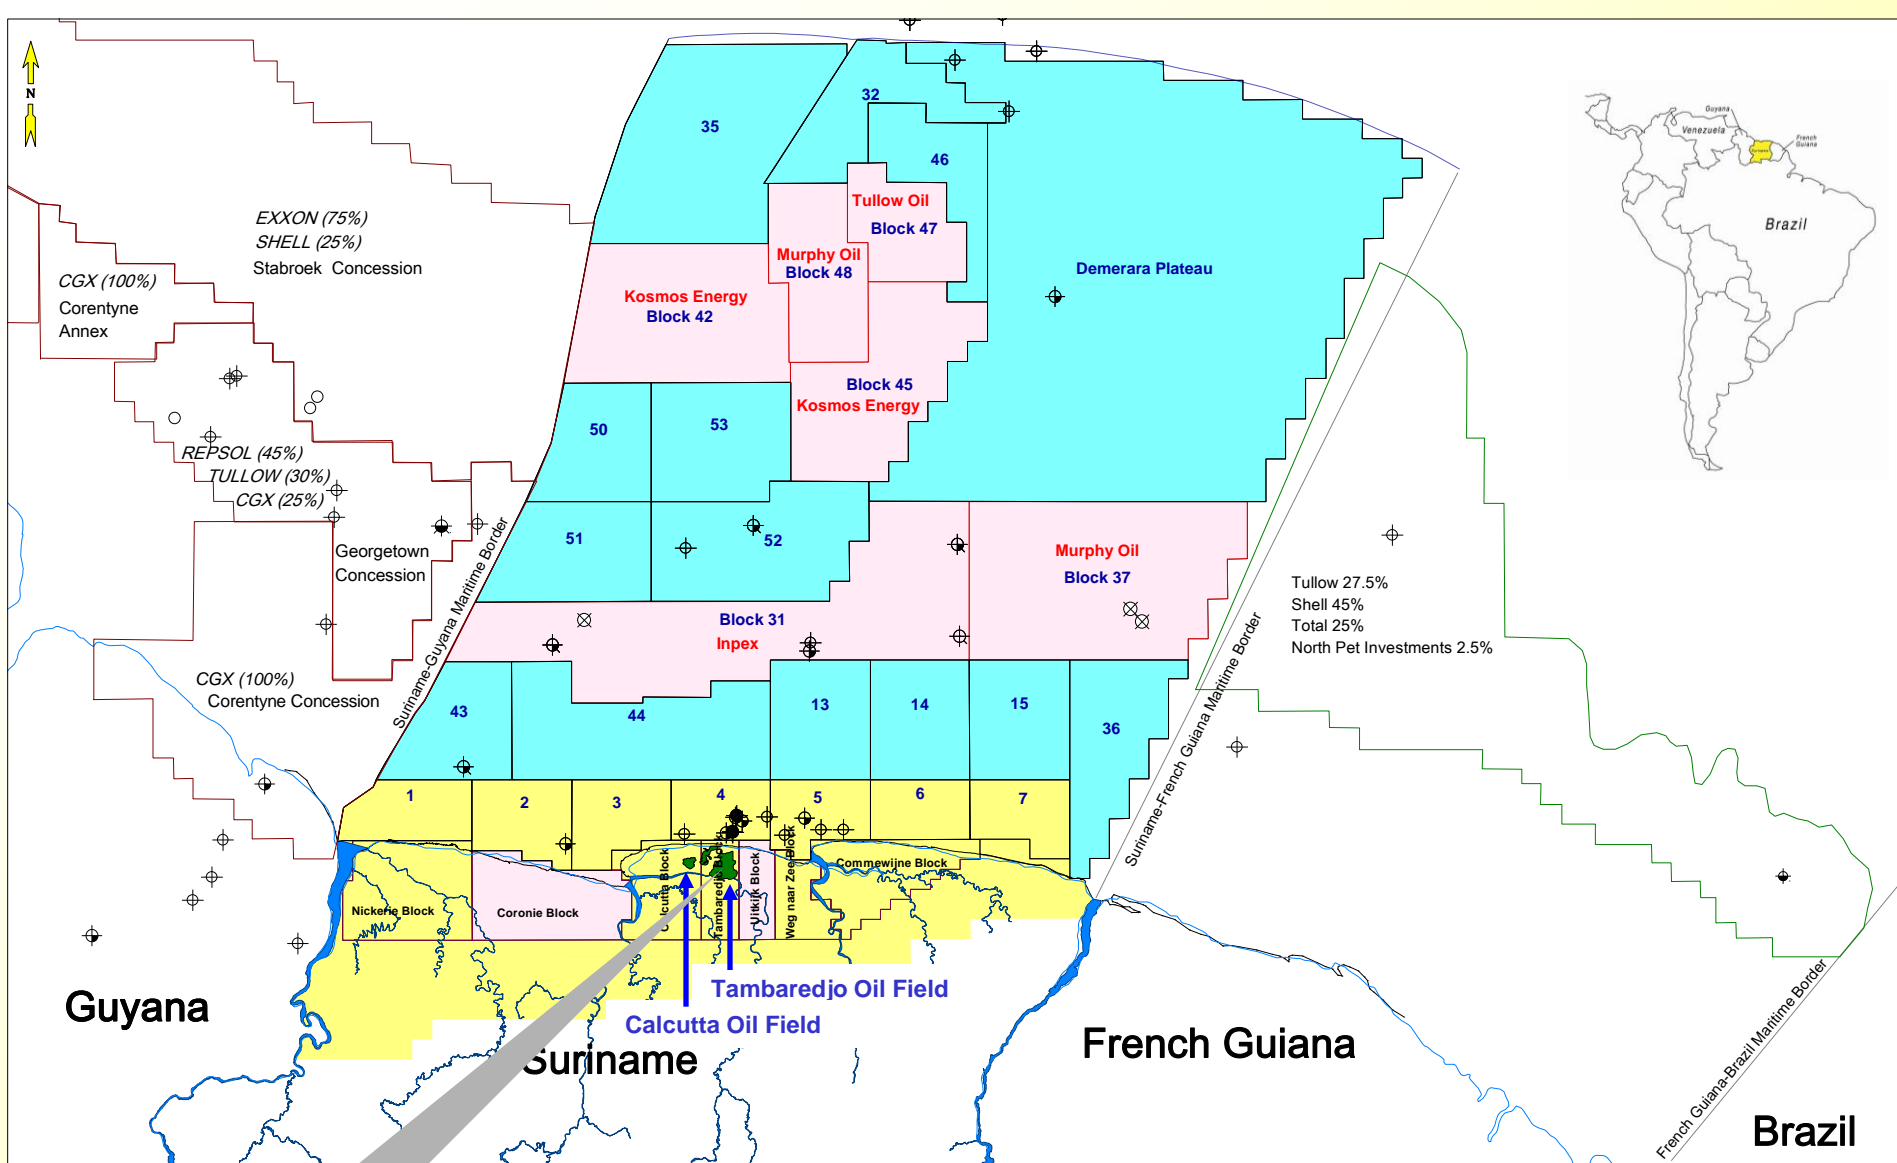 N
35
32
46
Tullow Oil
Block 47
Murphy Oil
Block 48
Kosmos Energy
Block 42
Demerara Plateau
Block 45
Kosmos Energy
50
53
51
52
Murphy Oil
Block 37
Block 31
Inpex
43
44
13
14
15
36
1
2
3
4
5
6
7
EXXON (75%)
SHELL (25%)
Stabroek Concession
CGX (100%)
Corentyne
Annex
REPSOL (45%)
TULLOW (30%)
CGX (25%)
Georgetown
Concession
CGX (100%)
Corentyne Concession
Suriname-Guyana Maritime Border
Tullow 27.5%
Shell 45%
Total 25%
North Pet Investments 2.5%
Suriname-French Guiana Maritime Border
French Guiana-Brazil Maritime Border
Nickerie Block
Coronie Block
Calcutta Block
Tambaredjo Block
Uitkijk Block
Weg naar Zee Block
Commewijne Block
Tambaredjo Oil Field
Calcutta Oil Field
Guyana
Suriname
French Guiana
Brazil
Guyana
Venezuela
French
Guiana
Brazil